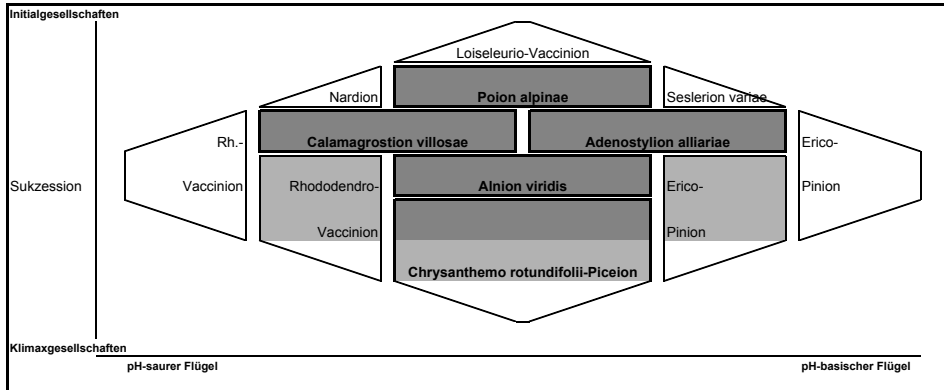 Initialgesellschaften
Loiseleurio-Vaccinion
Nardion
Poion alpinae
Seslerion variae
Rh.-
Calamagrostion villosae
Adenostylion alliariae
Erico-
Sukzession
Vaccinion
Rhododendro-
Alnion viridis
Erico-
Pinion
Vaccinion
Pinion
Chrysanthemo rotundifolii-Piceion
Klimaxgesellschaften
pH-saurer Flügel
pH-basischer Flügel